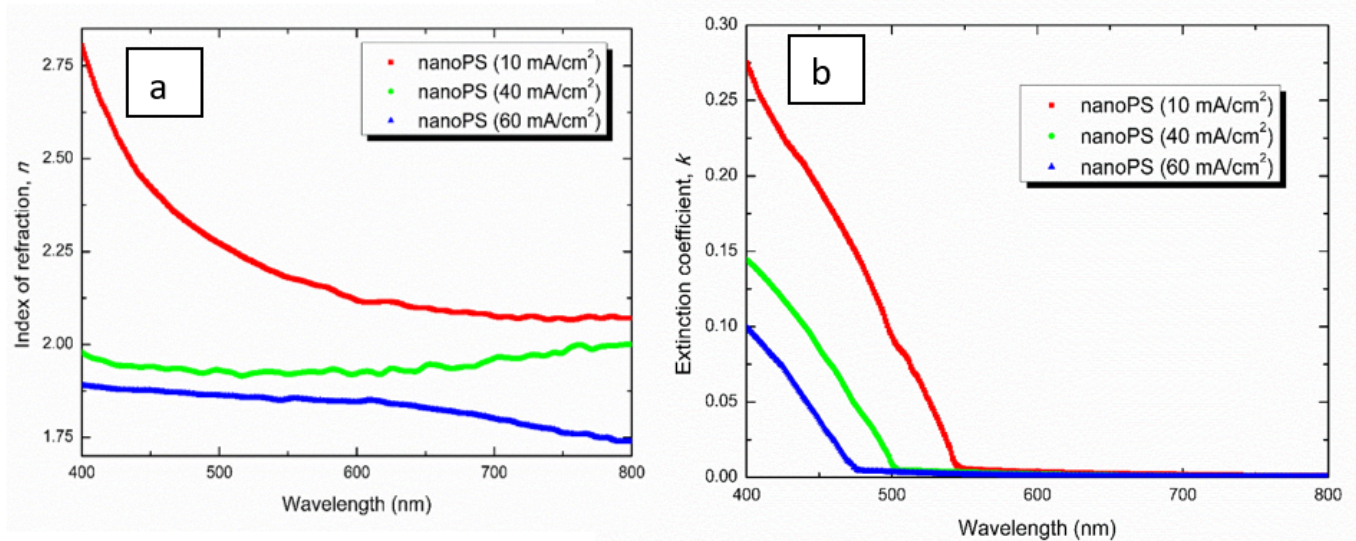 a
nanoPS (10 mA/cm²)
nanoPS (40 mA/cm²)
nanoPS (60 mA/cm²)
Index of refraction, n
2.75
2.50
2.25
2.00
1.75
400 500 600 700 800
Wavelength (nm)
b
nanoPS (10 mA/cm²)
nanoPS (40 mA/cm²)
nanoPS (60 mA/cm²)
Extinction coefficient, k
0.30
0.25
0.20
0.15
0.10
0.05
0.00
400 500 600 700 800
Wavelength (nm)